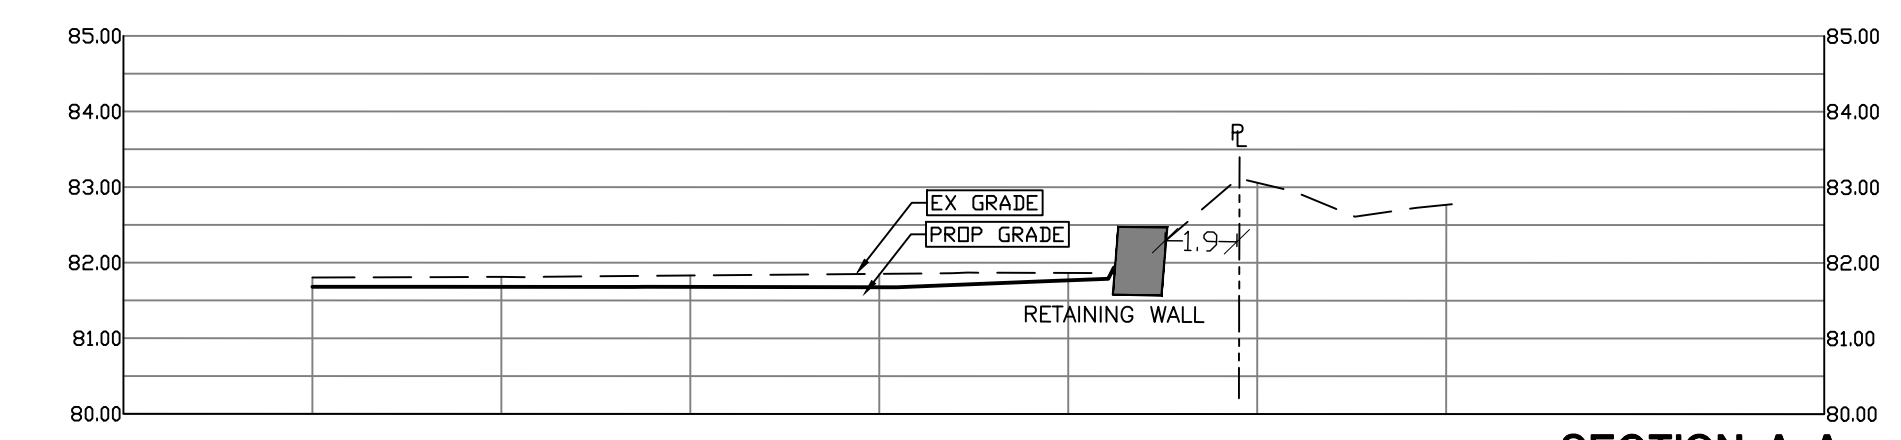 85.00 85.00
84.00 84.00
PL
83.00 83.00
EX GRADE
PROP GRADE
1.9
82.00 82.00
RETAINING WALL
81.00 81.00
80.00 80.00
SECTION A-A